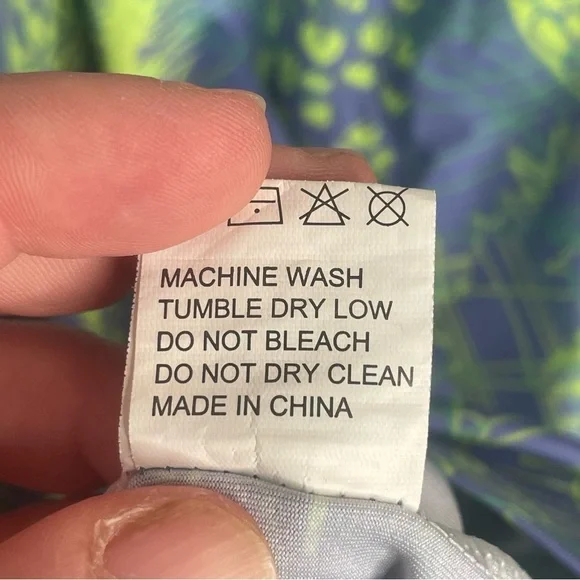 MACHINE WASH
TUMBLE DRY LOW
DO NOT BLEACH
DO NOT DRY CLEAN
MADE IN CHINA